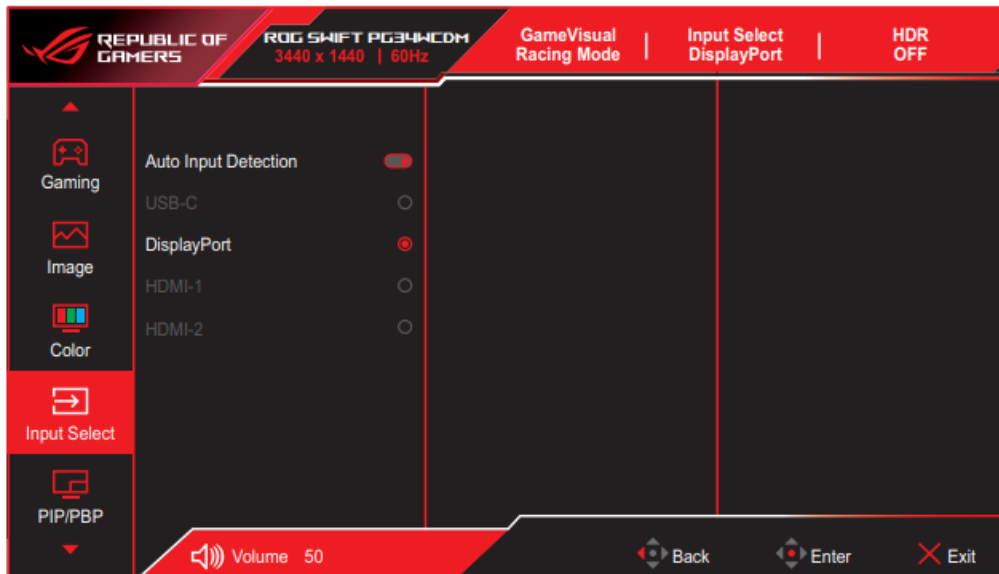 REPUBLIC OF
GAMERS
ROG SWIFT PG34WCDM
3440 x 1440 | 60Hz
GameVisual
Racing Mode
Input Select
DisplayPort
HDR
OFF
Gaming
Image
Color
Input Select
PIP/PBP
Auto Input Detection
USB-C
DisplayPort
HDMI-1
HDMI-2
Volume 50
Back
Enter
Exit